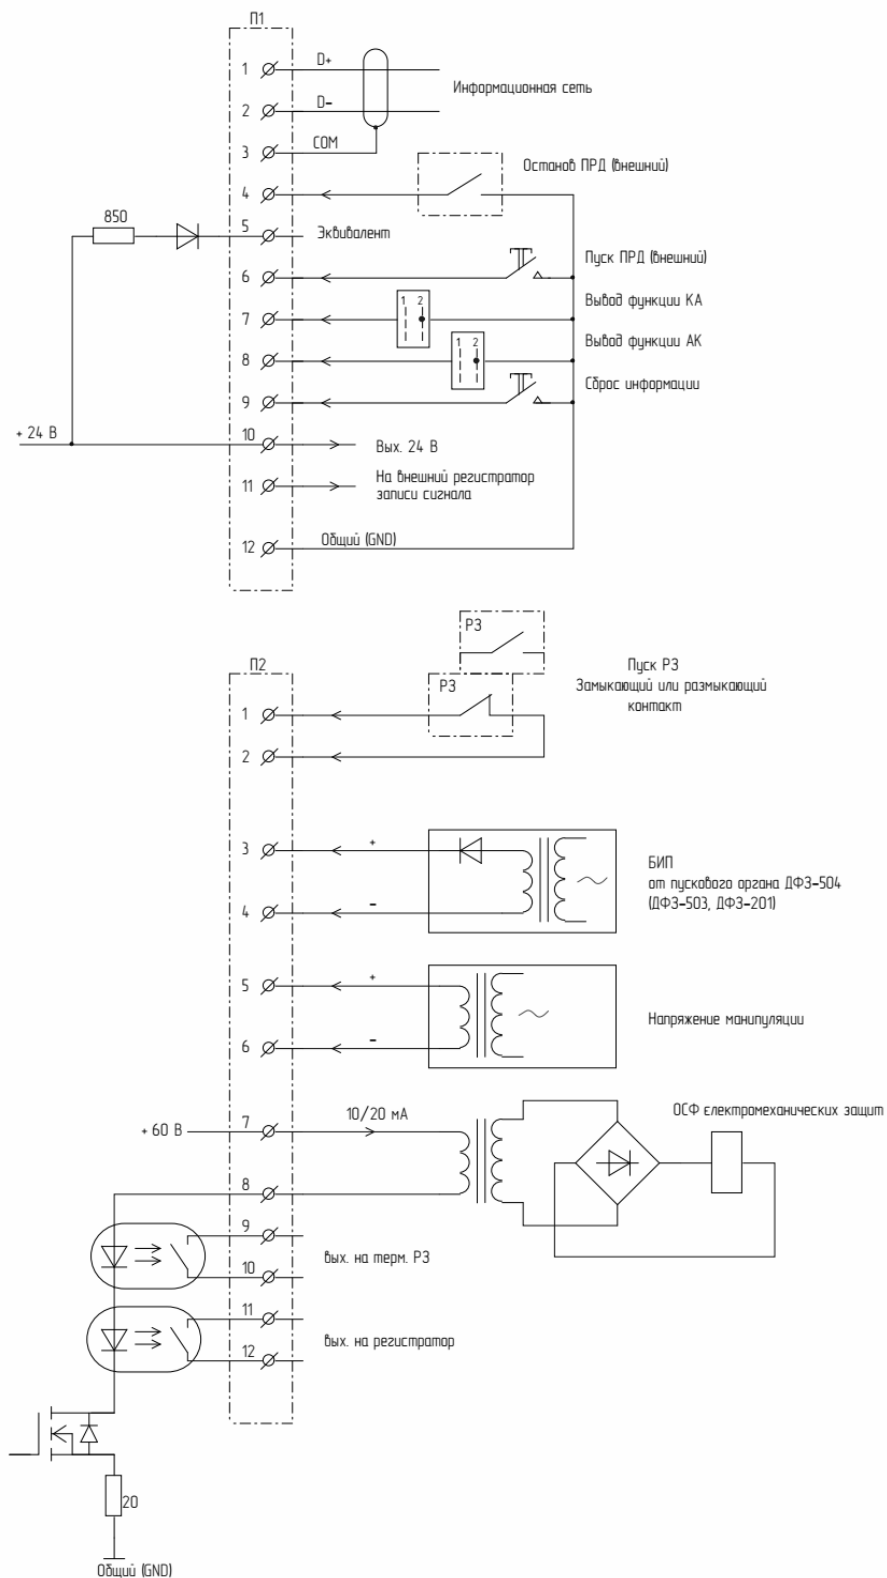 П1
1
D+
2
D-
Информационная сеть
3
COM
4
Останов ПРД (внешний)
850
5
Эквивалент
6
Пуск ПРД (внешний)
7
1 2
Вывод функции КА
8
1 2
Вывод функции АК
9
Сброс информации
+ 24 В
10
Вых. 24 В
11
На внешний регистратор
записи сигнала
12
Общий (GND)
РЗ
Пуск РЗ
Замыкающий или размыкающий
контакт
П2
РЗ
1
2
3
+
БИП
от пускового органа ДФЗ-504
(ДФЗ-503, ДФЗ-201)
4
-
5
+
Напряжение манипуляции
6
-
+ 60 В
7
10/20 мА
ОСФ електромеханических защит
8
9
вых. на терм. РЗ
10
11
вых. на регистратор
12
20
Общий (GND)